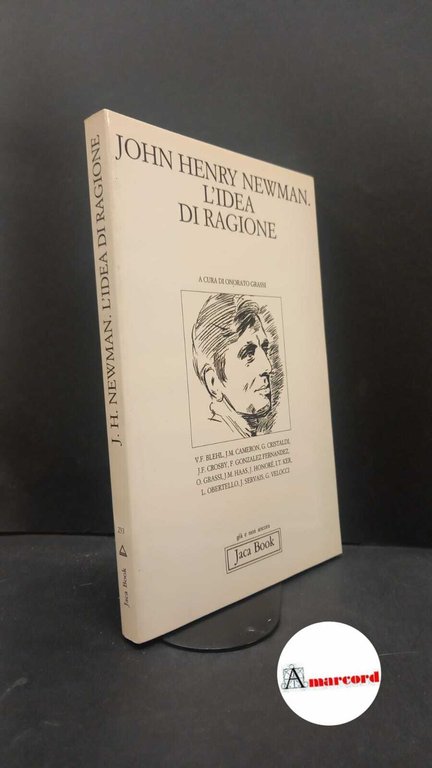 JOHN HENRY NEWMAN.
L'IDEA
DI RAGIONE
A CURA DI ONORATO GRASSI
V.F. BLEHL, J.M. CAMERON, G. CRISTALDI,
J.F. CROSBY, F. GONZALEZ FERNANDEZ,
O. GRASSI, J.M. HAAS, J. HONORÉ, I.T. KER,
L. OBERTELLO, J. SERVAIS, G. VELOCCI
già e non ancora
Jaca Book
J. H. NEWMAN. L'IDEA DI RAGIONE
Jaca Book
Amarcord